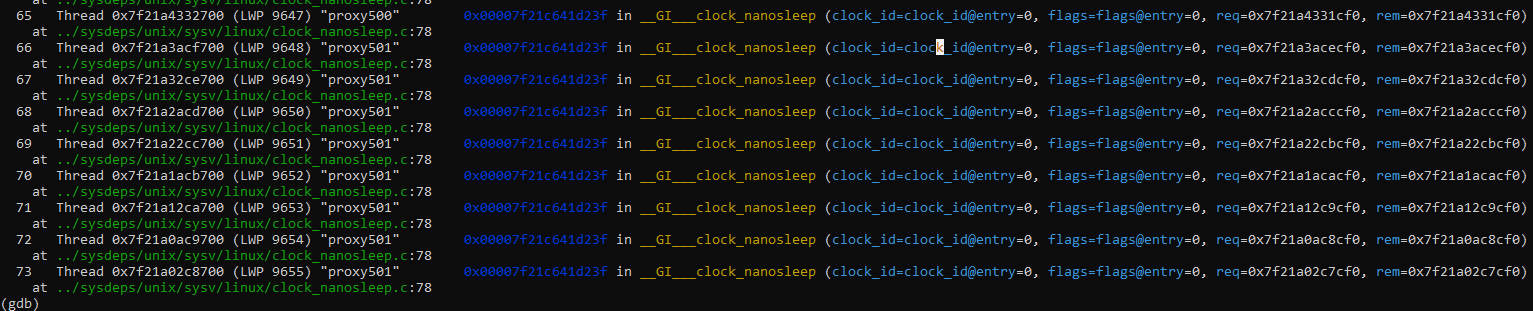 65   Thread 0x7f21a4332700 (LWP 9647) "proxy500"        0x00007f21c641d23f in __GI___clock_nanosleep (clock_id=clock_id@entry=0, flags=flags@entry=0, req=0x7f21a4331cf0, rem=0x7f21a4331cf0)
at ../sysdeps/unix/sysv/linux/clock_nanosleep.c:78
66   Thread 0x7f21a3acf700 (LWP 9648) "proxy501"        0x00007f21c641d23f in __GI___clock_nanosleep (clock_id=clock_id@entry=0, flags=flags@entry=0, req=0x7f21a3acecf0, rem=0x7f21a3acecf0)
at ../sysdeps/unix/sysv/linux/clock_nanosleep.c:78
67   Thread 0x7f21a32ce700 (LWP 9649) "proxy501"        0x00007f21c641d23f in __GI___clock_nanosleep (clock_id=clock_id@entry=0, flags=flags@entry=0, req=0x7f21a32cdcf0, rem=0x7f21a32cdcf0)
at ../sysdeps/unix/sysv/linux/clock_nanosleep.c:78
68   Thread 0x7f21a2acd700 (LWP 9650) "proxy501"        0x00007f21c641d23f in __GI___clock_nanosleep (clock_id=clock_id@entry=0, flags=flags@entry=0, req=0x7f21a2acccf0, rem=0x7f21a2acccf0)
at ../sysdeps/unix/sysv/linux/clock_nanosleep.c:78
69   Thread 0x7f21a22cc700 (LWP 9651) "proxy501"        0x00007f21c641d23f in __GI___clock_nanosleep (clock_id=clock_id@entry=0, flags=flags@entry=0, req=0x7f21a22cbcf0, rem=0x7f21a22cbcf0)
at ../sysdeps/unix/sysv/linux/clock_nanosleep.c:78
70   Thread 0x7f21a1acb700 (LWP 9652) "proxy501"        0x00007f21c641d23f in __GI___clock_nanosleep (clock_id=clock_id@entry=0, flags=flags@entry=0, req=0x7f21a1acacf0, rem=0x7f21a1acacf0)
at ../sysdeps/unix/sysv/linux/clock_nanosleep.c:78
71   Thread 0x7f21a12ca700 (LWP 9653) "proxy501"        0x00007f21c641d23f in __GI___clock_nanosleep (clock_id=clock_id@entry=0, flags=flags@entry=0, req=0x7f21a12c9cf0, rem=0x7f21a12c9cf0)
at ../sysdeps/unix/sysv/linux/clock_nanosleep.c:78
72   Thread 0x7f21a0ac9700 (LWP 9654) "proxy501"        0x00007f21c641d23f in __GI___clock_nanosleep (clock_id=clock_id@entry=0, flags=flags@entry=0, req=0x7f21a0ac8cf0, rem=0x7f21a0ac8cf0)
at ../sysdeps/unix/sysv/linux/clock_nanosleep.c:78
73   Thread 0x7f21a02c8700 (LWP 9655) "proxy501"        0x00007f21c641d23f in __GI___clock_nanosleep (clock_id=clock_id@entry=0, flags=flags@entry=0, req=0x7f21a02c7cf0, rem=0x7f21a02c7cf0)
at ../sysdeps/unix/sysv/linux/clock_nanosleep.c:78
(gdb)